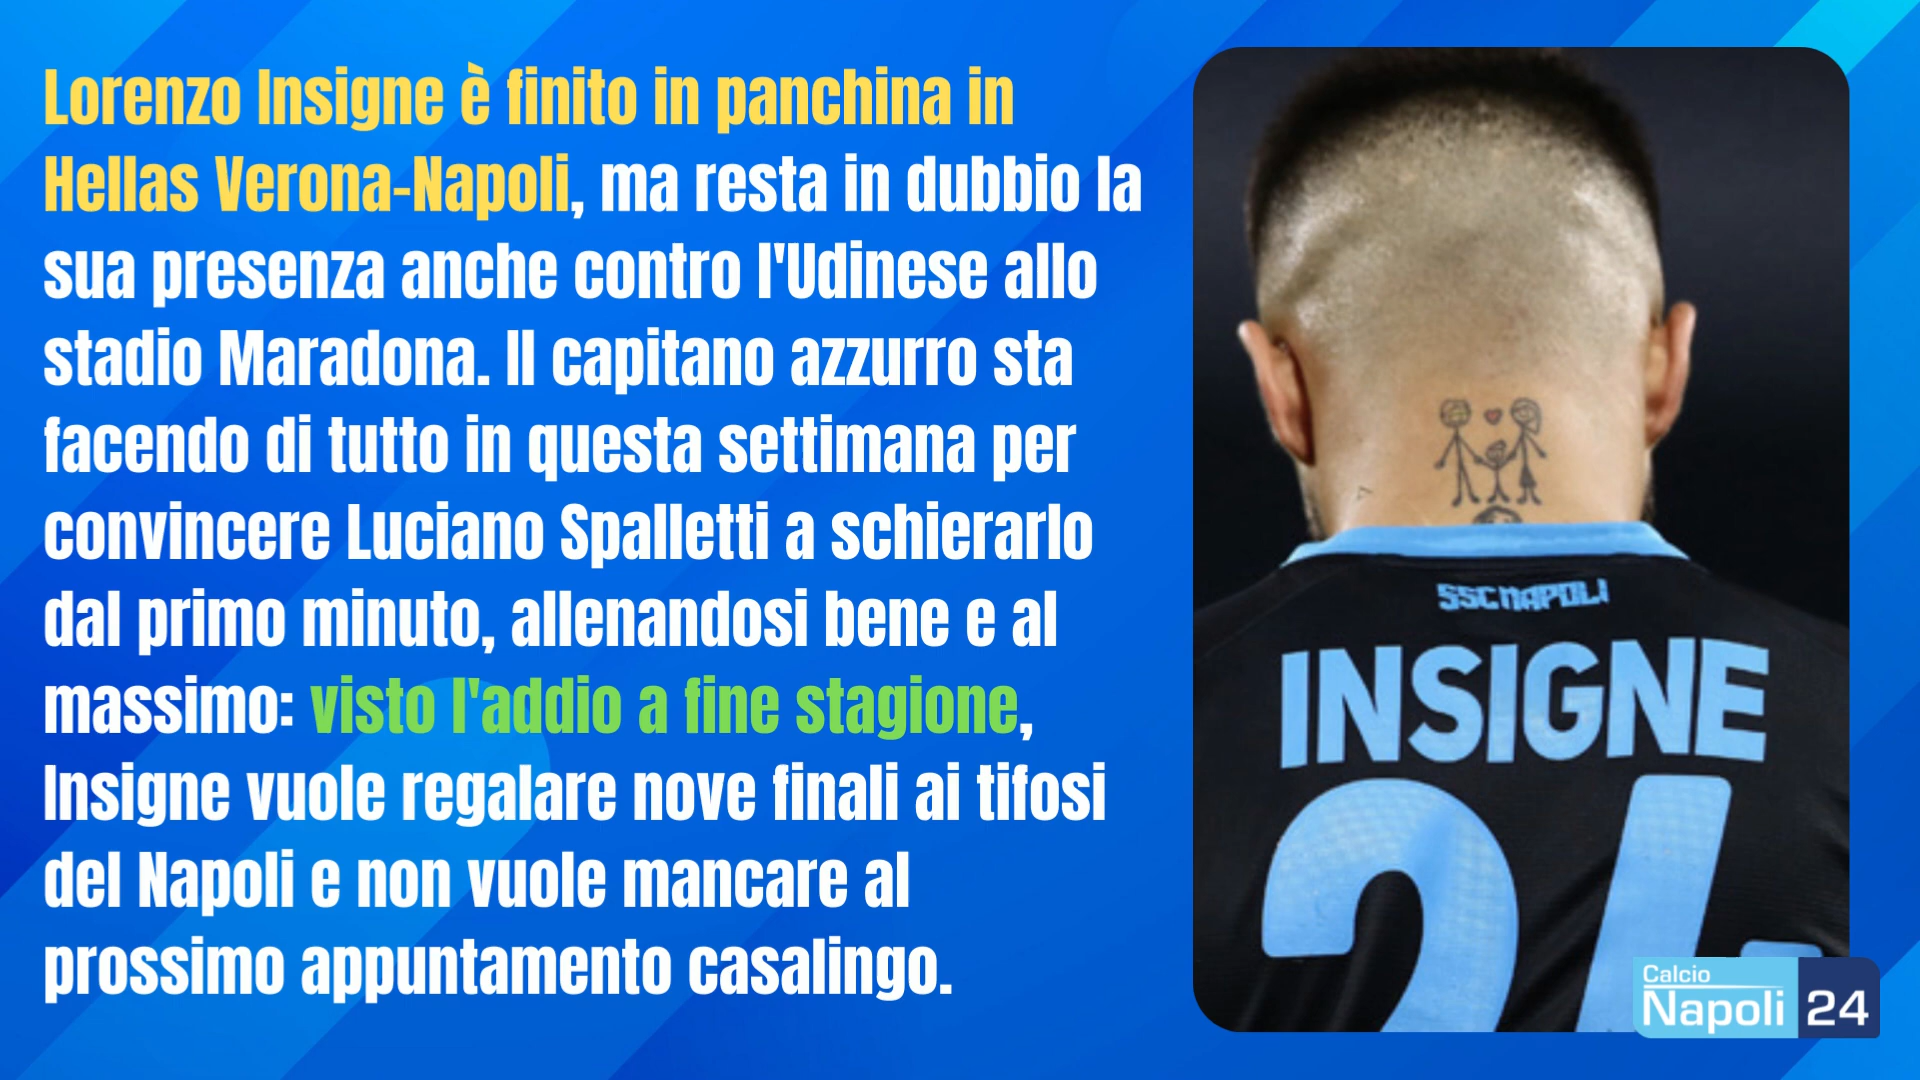 Lorenzo Insigne è finito in panchina in
Hellas Verona-Napoli, ma resta in dubbio la
sua presenza anche contro l'Udinese allo
stadio Maradona. Il capitano azzurro sta
facendo di tutto in questa settimana per
convincere Luciano Spalletti a schierarlo
dal primo minuto, allenandosi bene e al
massimo: visto l'addio a fine stagione,
Insigne vuole regalare nove finali ai tifosi
del Napoli e non vuole mancare al
prossimo appuntamento casalingo.
SSCNAPOLI
INSIGNE
24
Calcio
Napoli 24